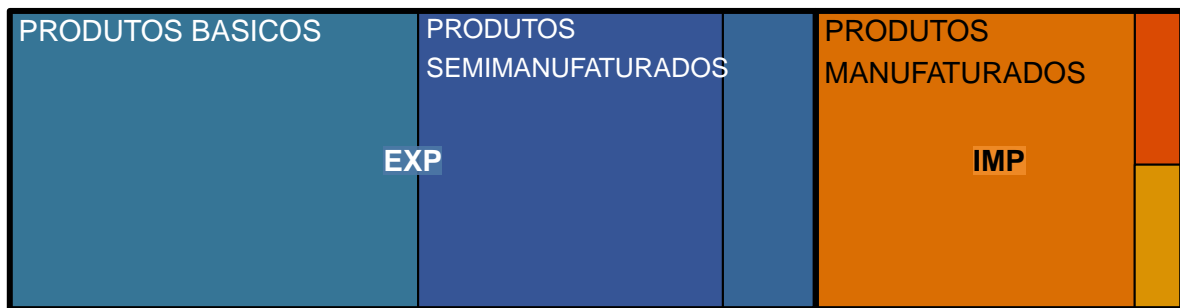 PRODUTOS BASICOS
PRODUTOS
SEMIMANUFATURADOS
EXP
PRODUTOS
MANUFATURADOS
IMP